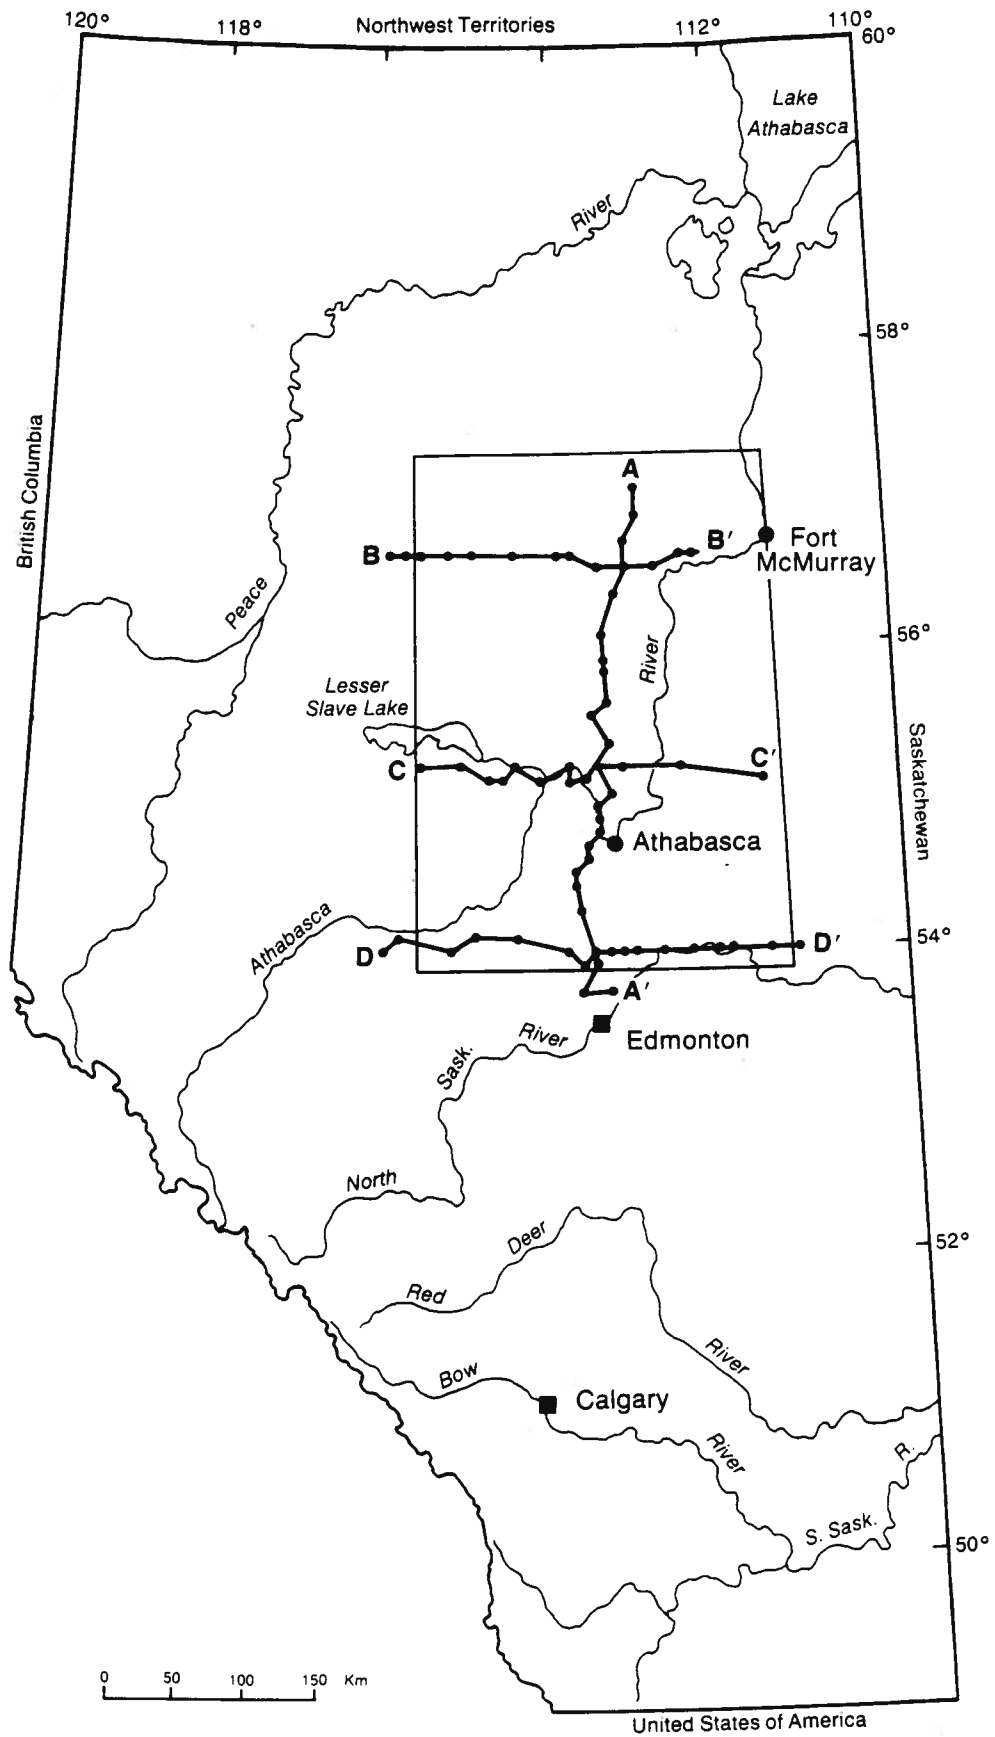 120°
118°
Northwest Territories
112°
110°
60°
Lake
Athabasca
River
58°
British Columbia
A
B
B'
Fort
McMurray
Peace
56°
River
Lesser
Slave Lake
Saskatchewan
C
C'
Athabasca
Athabasca
54°
D
D'
A'
Edmonton
River
Sask.
North
52°
Deer
Red
River
Bow
Calgary
River
R.
S. Sask.
50°
0 50 100 150 Km
United States of America